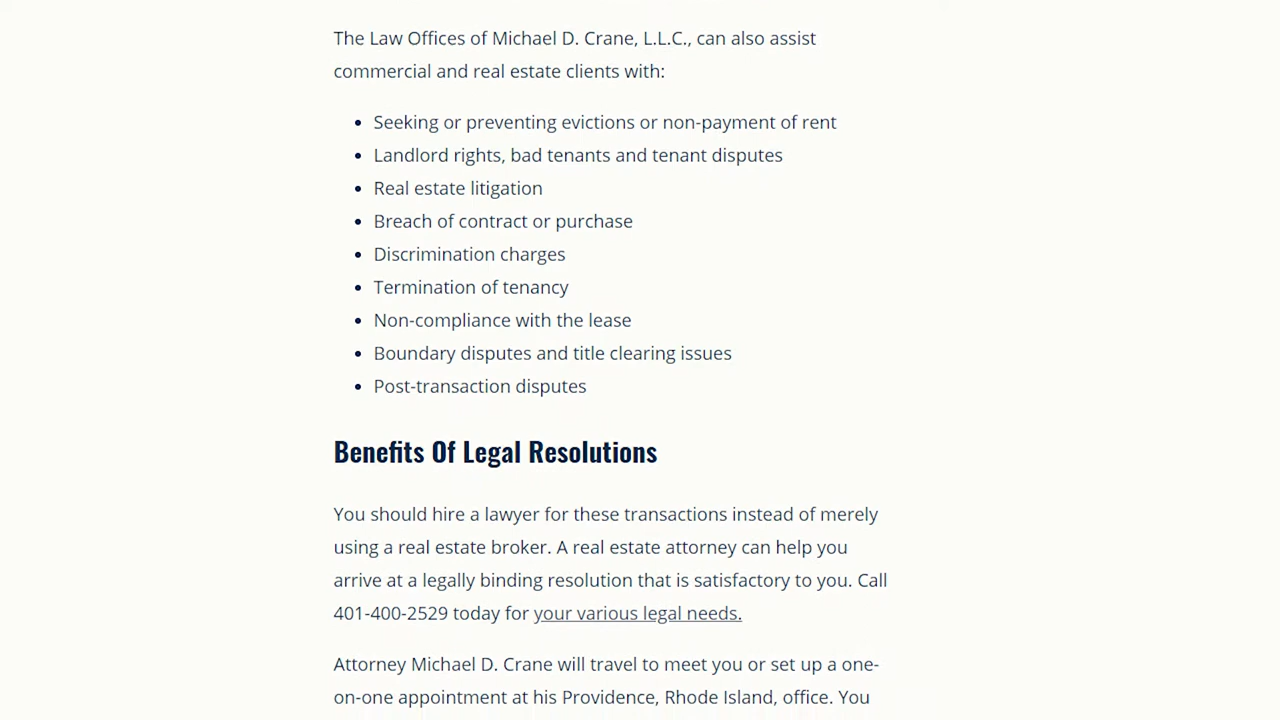 The Law Offices of Michael D. Crane, L.L.C., can also assist
commercial and real estate clients with:
• Seeking or preventing evictions or non-payment of rent
• Landlord rights, bad tenants and tenant disputes
• Real estate litigation
• Breach of contract or purchase
• Discrimination charges
• Termination of tenancy
• Non-compliance with the lease
• Boundary disputes and title clearing issues
• Post-transaction disputes
Benefits Of Legal Resolutions
You should hire a lawyer for these transactions instead of merely
using a real estate broker. A real estate attorney can help you
arrive at a legally binding resolution that is satisfactory to you. Call
401-400-2529 today for your various legal needs.
Attorney Michael D. Crane will travel to meet you or set up a one-
on-one appointment at his Providence, Rhode Island, office. You